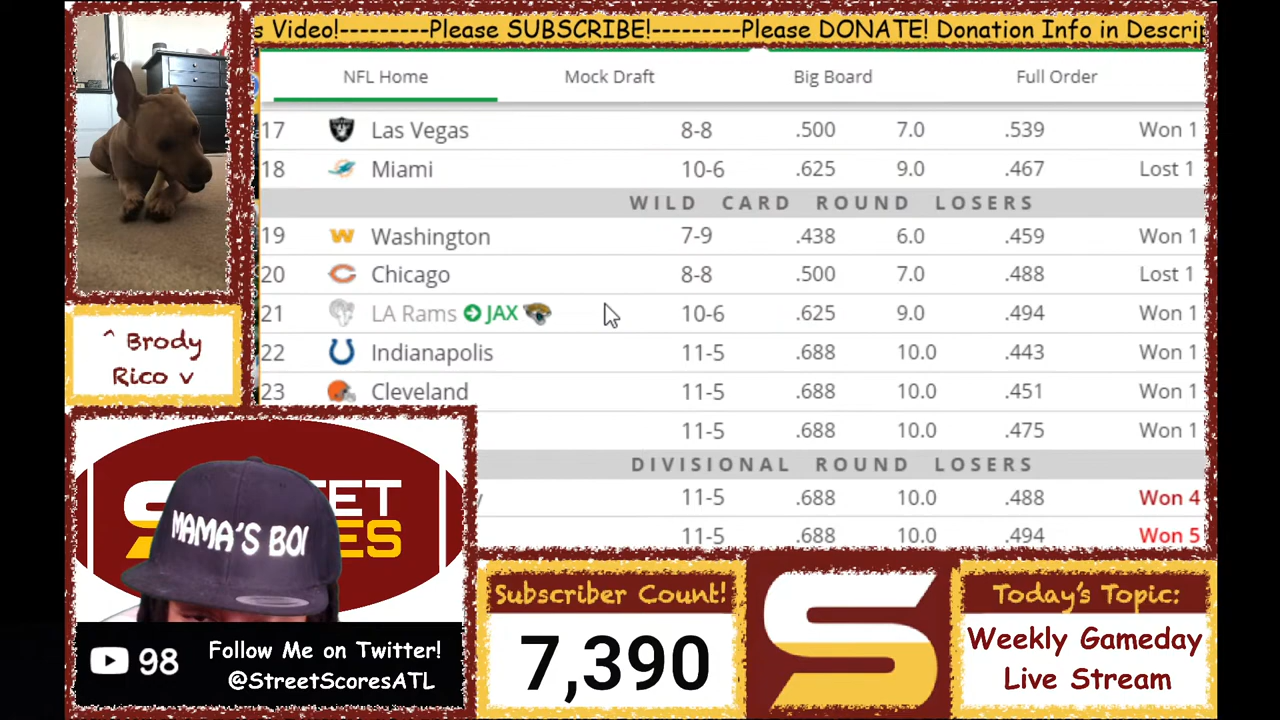 s Video!---------Please SUBSCRIBE!---------Please DONATE! Donation Info in Descrip
NFL Home Mock Draft Big Board Full Order
17 Las Vegas 8-8 .500 7.0 .539 Won 1
18 Miami 10-6 .625 9.0 .467 Lost 1
WILD CARD ROUND LOSERS
19 W Washington 7-9 .438 6.0 .459 Won 1
20 Chicago 8-8 .500 7.0 .488 Lost 1
21 LA Rams JAX 10-6 .625 9.0 .494 Won 1
22 Indianapolis 11-5 .688 10.0 .443 Won 1
23 Cleveland 11-5 .688 10.0 .451 Won 1
11-5 .688 10.0 .475 Won 1
DIVISIONAL ROUND LOSERS
11-5 .688 10.0 .488 Won 4
11-5 .688 10.0 .494 Won 5
^ Brody
Rico v
MAMA'S BOI
98
Follow Me on Twitter!
@StreetScoresATL
Subscriber Count!
7,390
S
Today's Topic:
Weekly Gameday
Live Stream